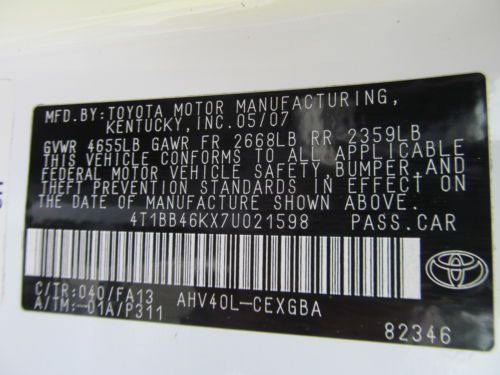 MFD.BY:TOYOTA MOTOR MANUFACTURING,
KENTUCKY, INC.05/07
GVWR 4655LB GAWR FR 2668LB RR 2359LB
THIS VEHICLE CONFORMS TO ALL APPLICABLE
FEDERAL MOTOR VEHICLE SAFETY, BUMPER, AND
THEFT PREVENTION STANDARDS IN EFFECT ON
THE DATE OF MANUFACTURE SHOWN ABOVE.
4T1BB46KX7U021598 PASS.CAR
C/TR:040/FA13
A/TM:-01A/P311 AHV40L-CEXGBA
TOYOTA
82346